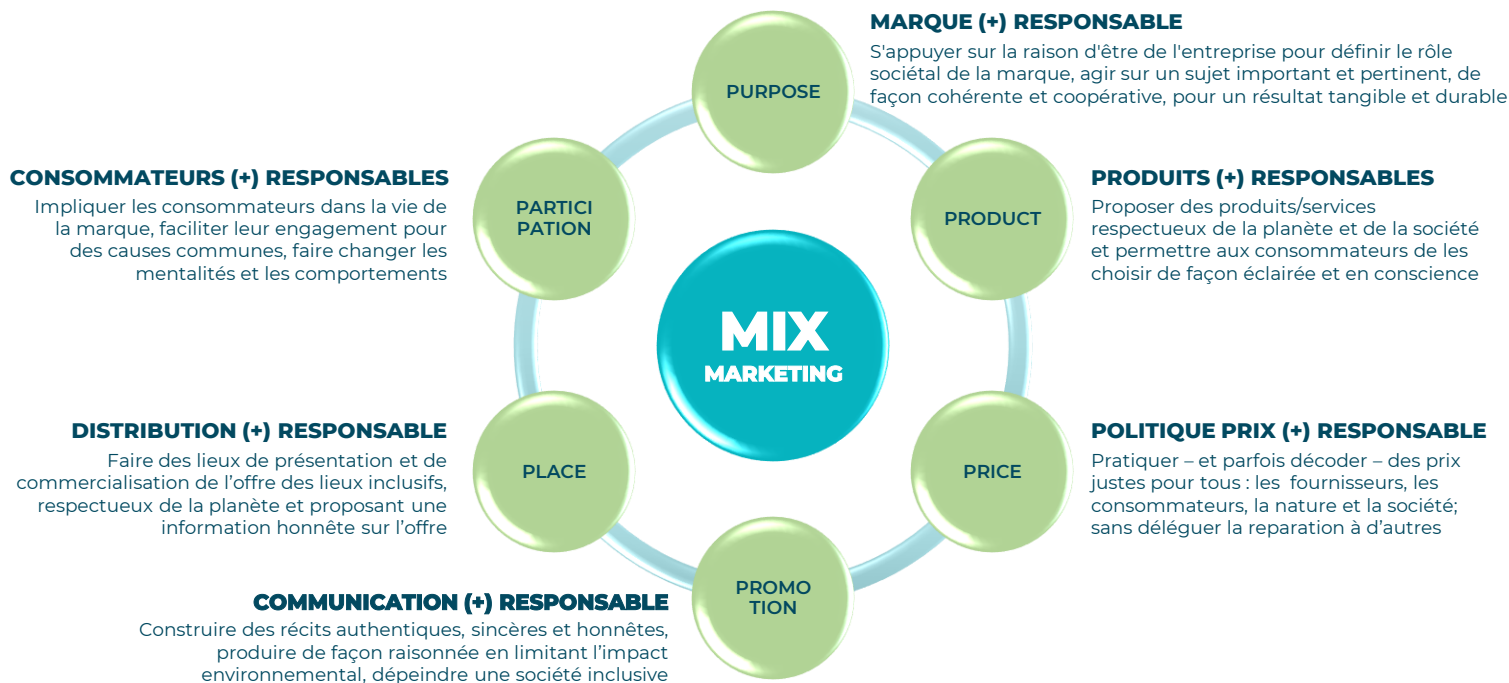 PURPOSE
MARQUE (+) RESPONSABLE
S'appuyer sur la raison d'être de l'entreprise pour définir le rôle
sociétal de la marque, agir sur un sujet important et pertinent, de
façon cohérente et coopérative, pour un résultat tangible et durable
PRODUCT
PRODUITS (+) RESPONSABLES
Proposer des produits/services
respectueux de la planète et de la société
et permettre aux consommateurs de les
choisir de façon éclairée et en conscience
PRICE
POLITIQUE PRIX (+) RESPONSABLE
Pratiquer – et parfois décoder – des prix
justes pour tous : les fournisseurs, les
consommateurs, la nature et la société;
sans déléguer la reparation à d’autres
PROMO
TION
COMMUNICATION (+) RESPONSABLE
Construire des récits authentiques, sincères et honnêtes,
produire de façon raisonnée en limitant l’impact
environnemental, dépeindre une société inclusive
PLACE
DISTRIBUTION (+) RESPONSABLE
Faire des lieux de présentation et de
commercialisation de l’offre des lieux inclusifs,
respectueux de la planète et proposant une
information honnête sur l’offre
PARTICI
PATION
CONSOMMATEURS (+) RESPONSABLES
Impliquer les consommateurs dans la vie de
la marque, faciliter leur engagement pour
des causes communes, faire changer les
mentalités et les comportements
MIX
MARKETING